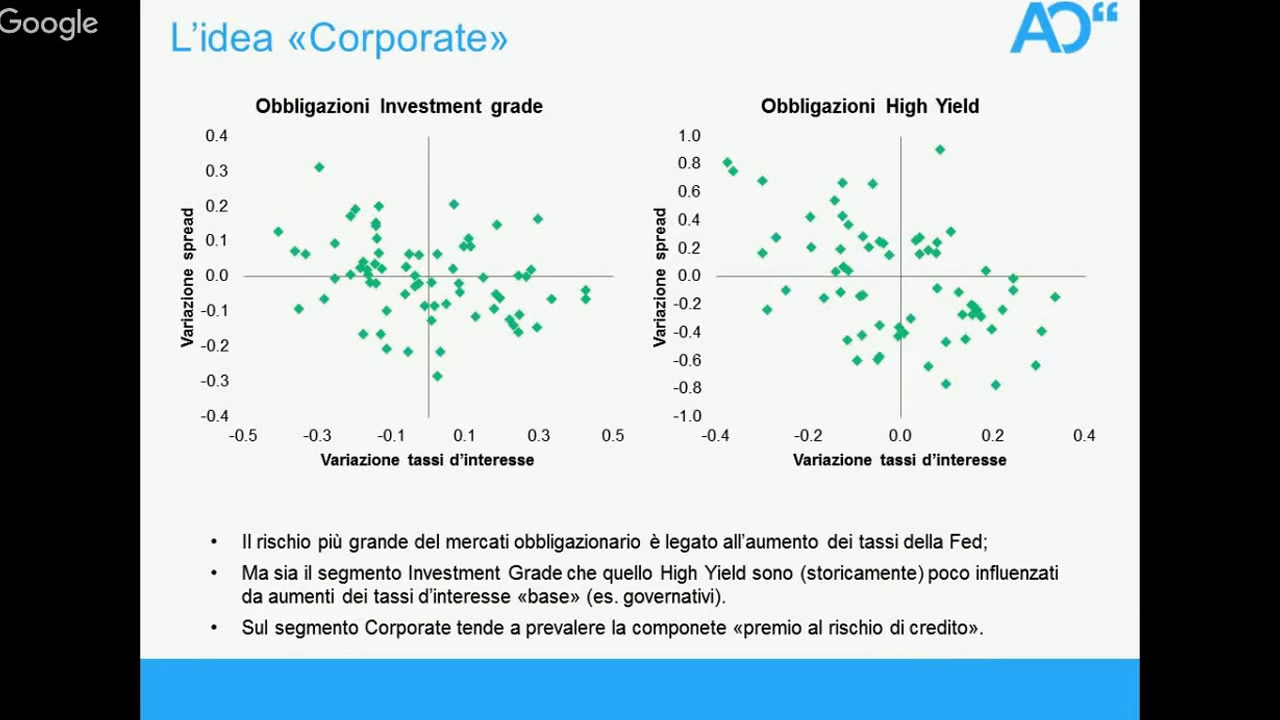 Google
L'idea «Corporate»
AO“
Obbligazioni Investment grade
Variazione spread
0.4
0.3
0.2
0.1
0.0
-0.1
-0.2
-0.3
-0.4
-0.5 -0.3 -0.1 0.1 0.3 0.5
Variazione tassi d'interesse
Obbligazioni High Yield
Variazione spread
1.0
0.8
0.6
0.4
0.2
0.0
-0.2
-0.4
-0.6
-0.8
-1.0
-0.4 -0.2 0.0 0.2 0.4
Variazione tassi d'interesse
• Il rischio più grande del mercati obbligazionario è legato all'aumento dei tassi della Fed;
• Ma sia il segmento Investment Grade che quello High Yield sono (storicamente) poco influenzati
da aumenti dei tassi d'interesse «base» (es. governativi).
• Sul segmento Corporate tende a prevalere la componete «premio al rischio di credito».